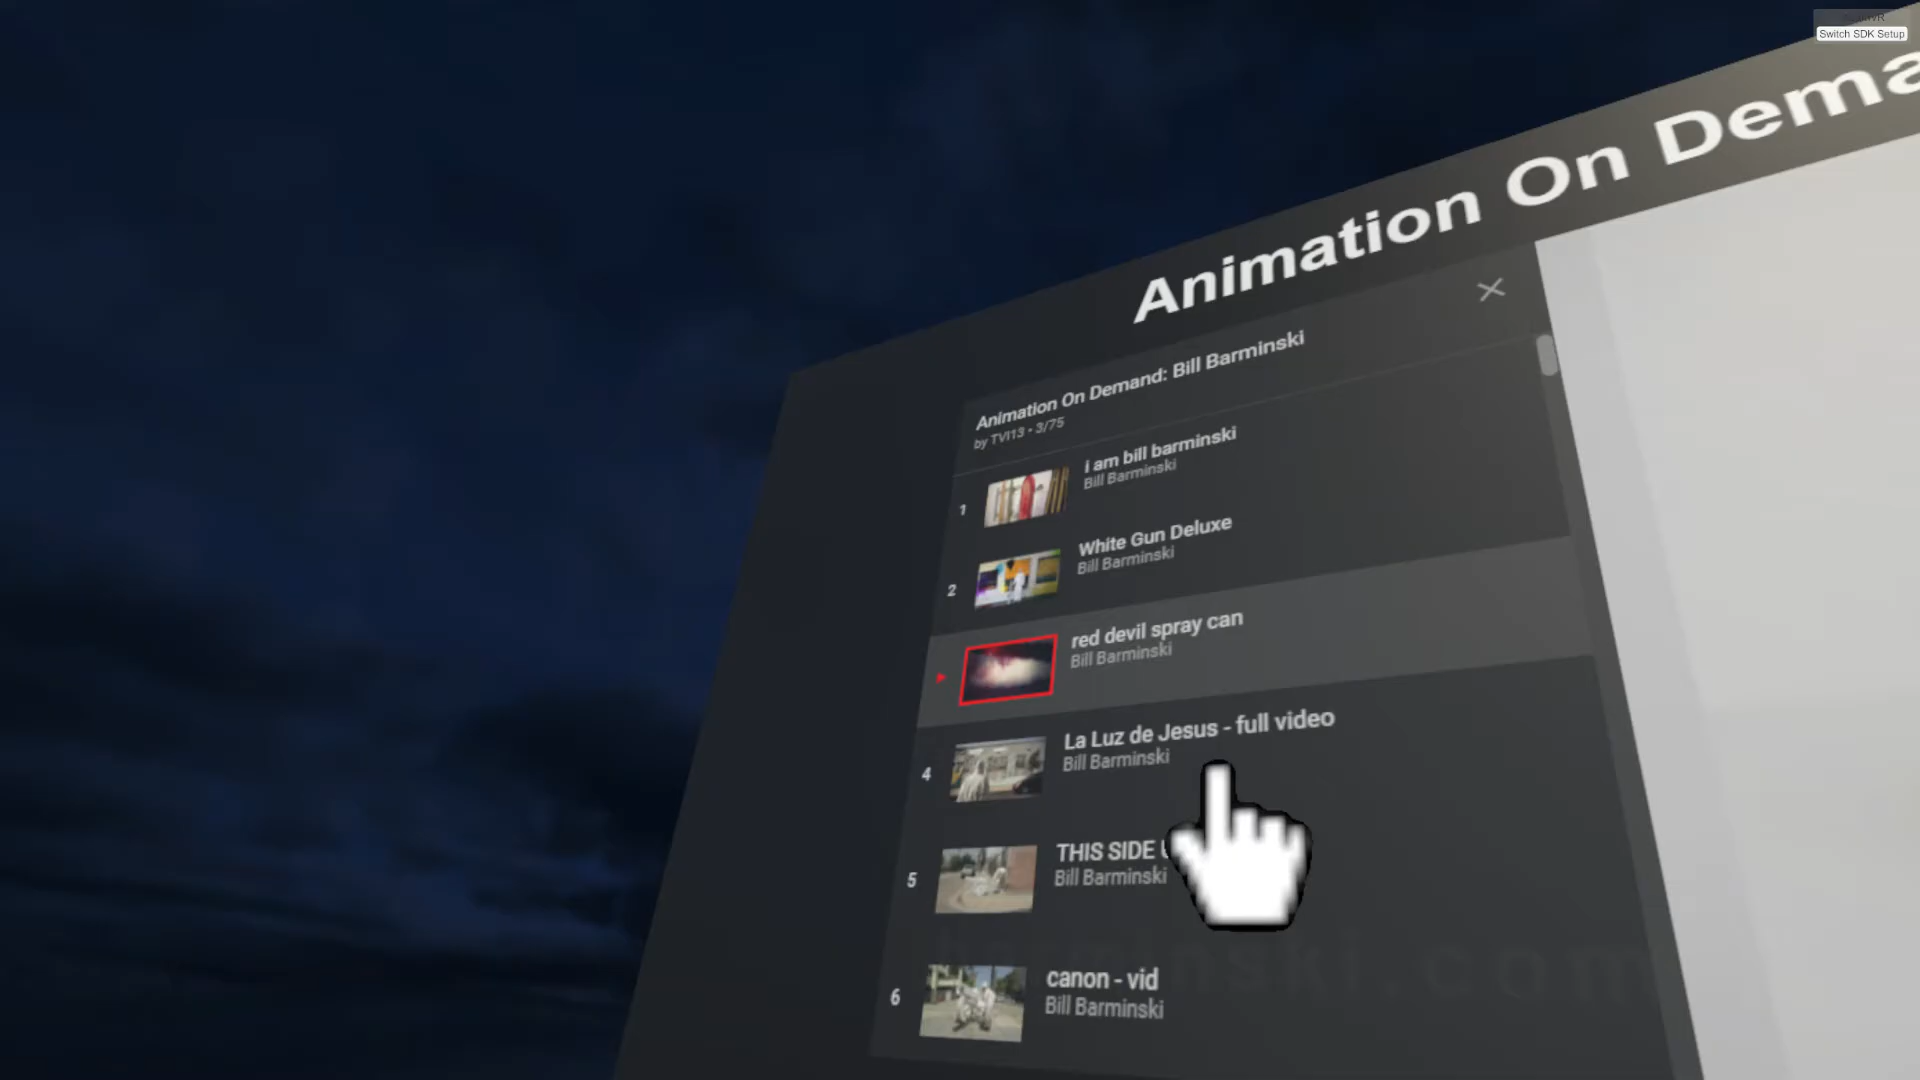 Switch SDK Setup
Animation On Dema
Animation On Demand: Bill Barminski
by TVI13 • 3/75
1
i am bill barminski
Bill Barminski
2
White Gun Deluxe
Bill Barminski
red devil spray can
Bill Barminski
4
La Luz de Jesus - full video
Bill Barminski
5
THIS SIDE
Bill Barminski
6
canon - vid
Bill Barminski